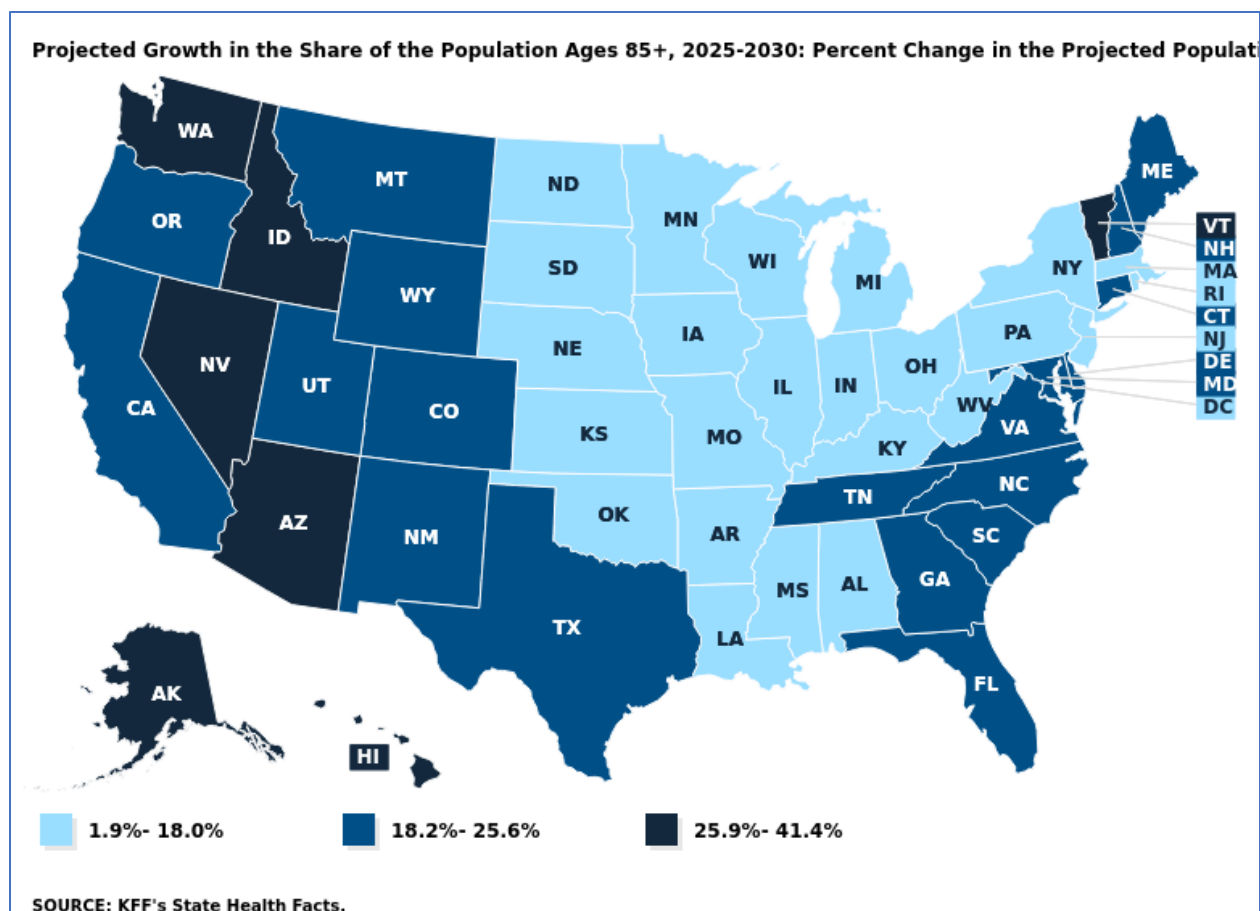 Projected Growth in the Share of the Population Ages 85+, 2025-2030: Percent Change in the Projected Populati
WA
MT
ND
MN
ME
OR
ID
SD
WI
MI
NY
VT
NH
MA
RI
CT
NJ
DE
MD
DC
WY
NV
UT
CO
NE
IA
PA
CA
IL
IN
OH
WV
VA
KS
MO
KY
AZ
NM
OK
AR
TN
NC
SC
MS
AL
GA
TX
LA
FL
AK
HI
1.9%- 18.0%
18.2%- 25.6%
25.9%- 41.4%
SOURCE: KFF's State Health Facts.